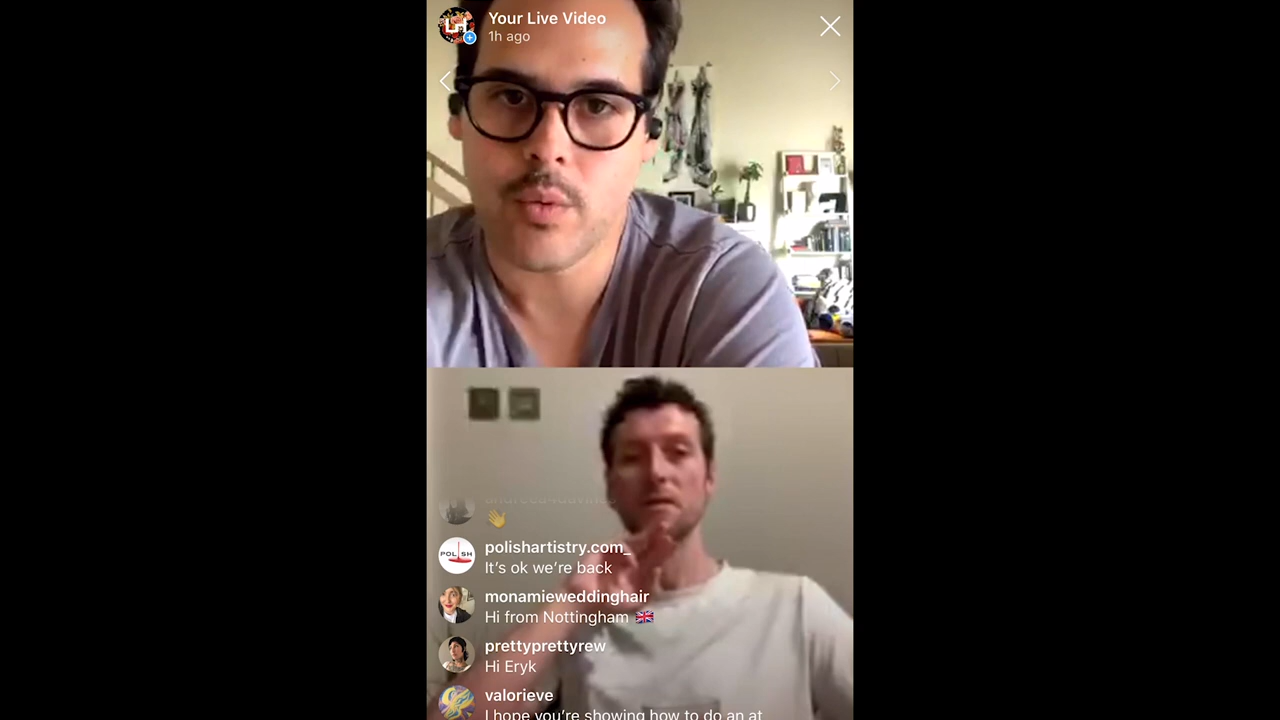 Your Live Video
1h ago
👋
POLISH
polishartistry.com_
It’s ok we’re back
monamieweddinghair
Hi from Nottingham 🇬🇧
prettyprettyrew
Hi Eryk
valorieve
I hope you’re showing how to do an at